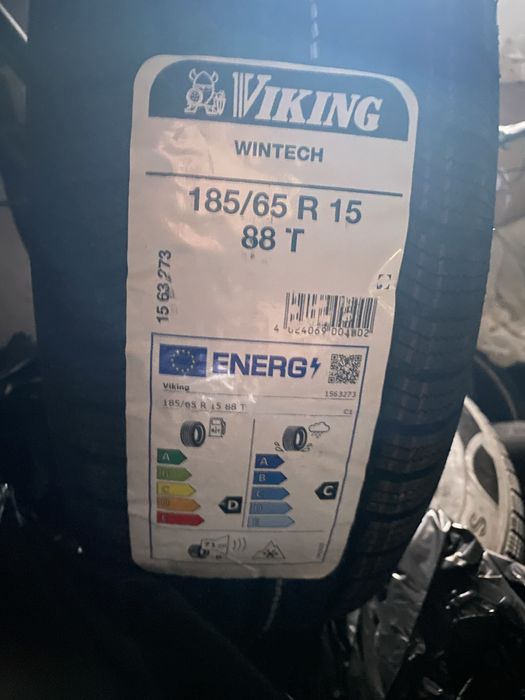 VIKING
WINTECH
185/65 R 15
88 T
15 63 273
4 024069 004802
ENERG
Viking
1563273
185/65 R 15 88 T
C1
A
C
D
A
B
C
D
C